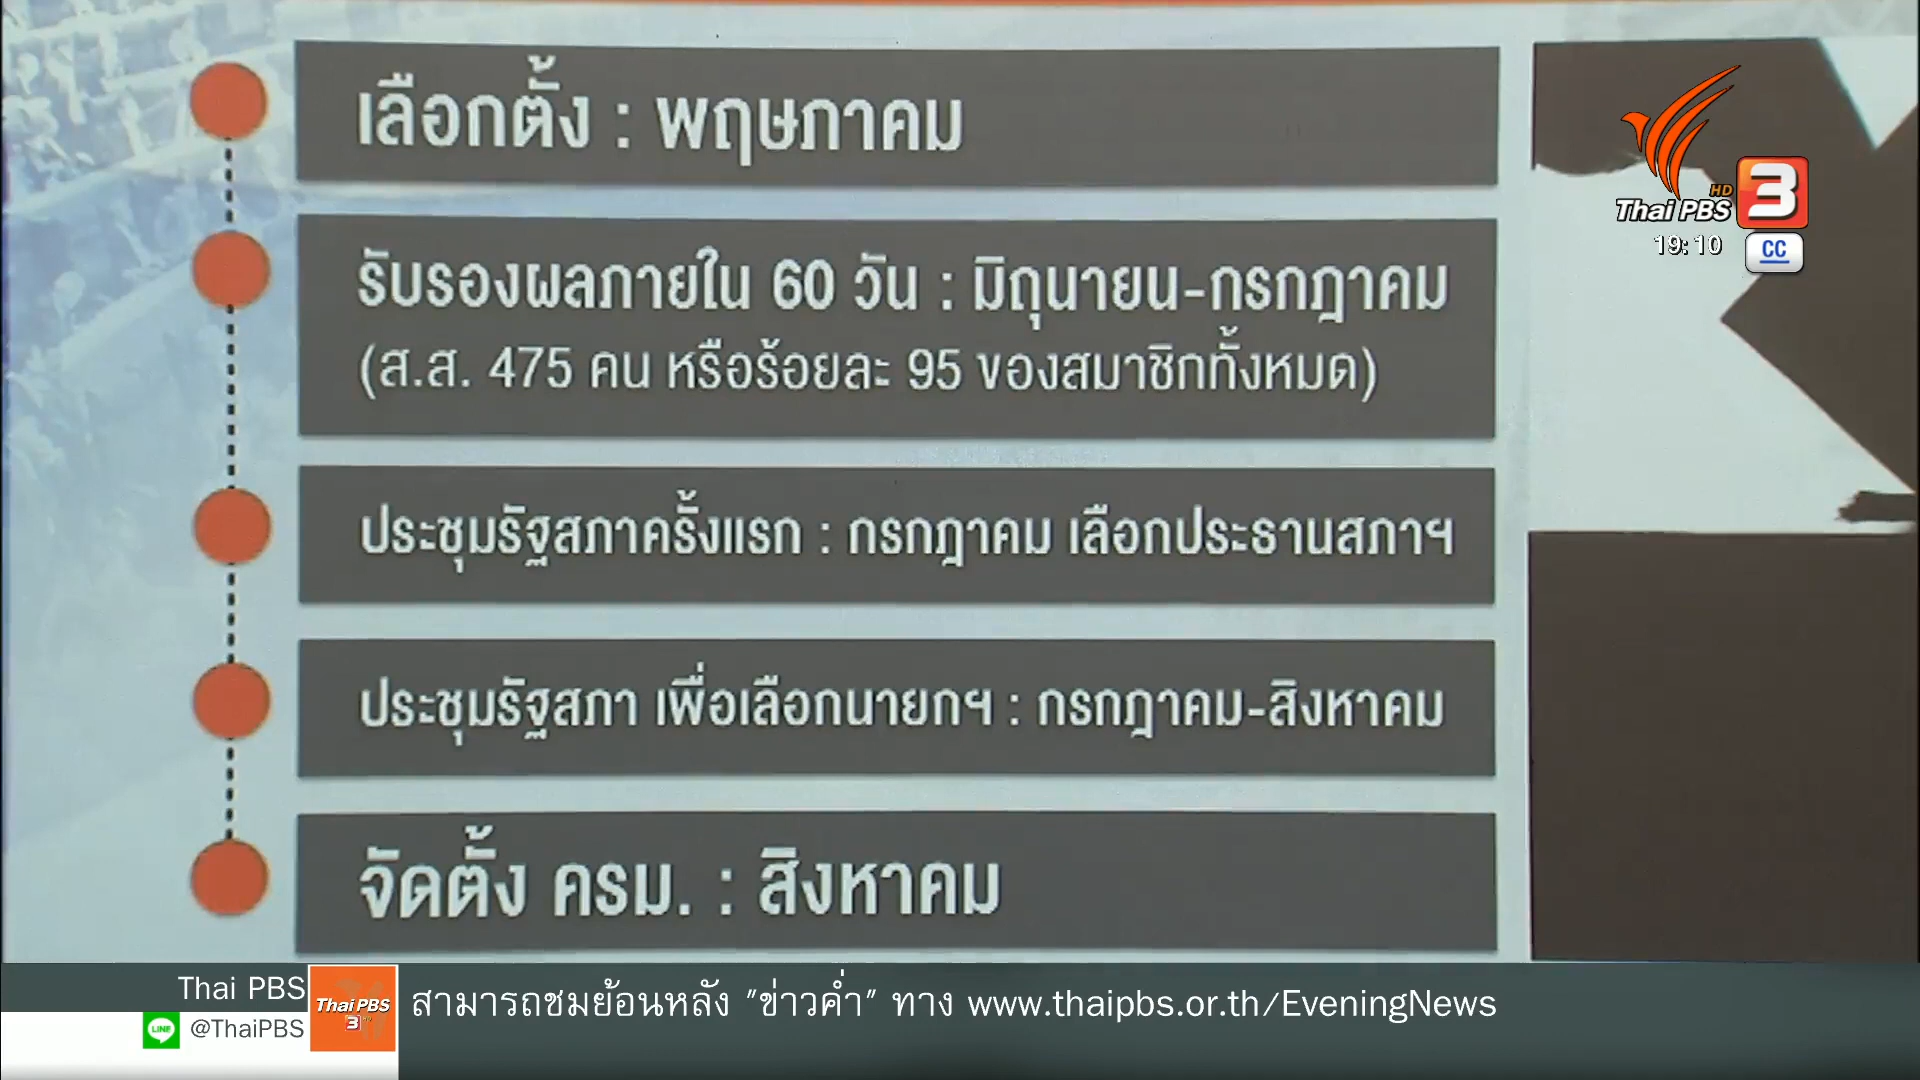 เลือกตั้ง : พฤษภาคม
รับรองผลภายใน 60 วัน : มิถุนายน-กรกฎาคม
(ส.ส. 475 คน หรือร้อยละ 95 ของสมาชิกทั้งหมด)
ประชุมรัฐสภาครั้งแรก : กรกฎาคม เลือกประธานสภาฯ
ประชุมรัฐสภา เพื่อเลือกนายกฯ : กรกฎาคม-สิงหาคม
จัดตั้ง ครม. : สิงหาคม
HD
Thai PBS 3
19:10 CC
Thai PBS
LINE @ThaiPBS
Thai PBS
3
สามารถชมย้อนหลัง "ข่าวค่ำ" ทาง www.thaipbs.or.th/EveningNews